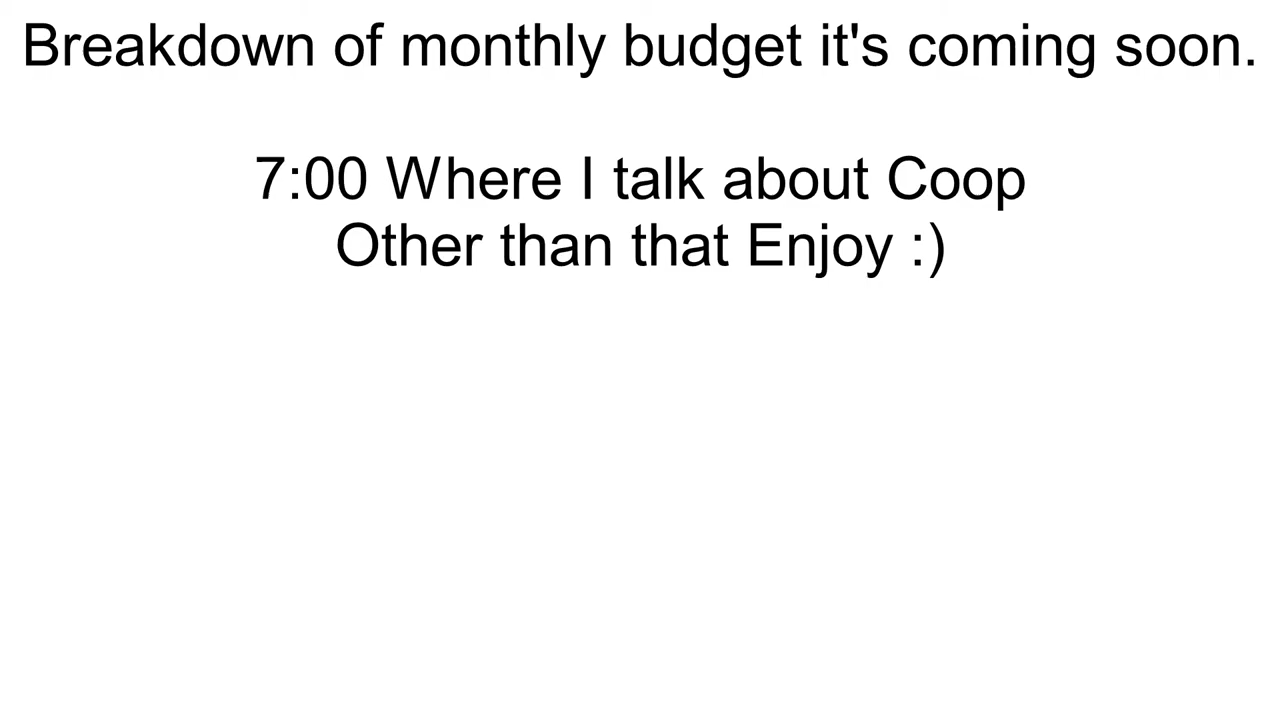 Breakdown of monthly budget it's coming soon.
7:00 Where I talk about Coop
Other than that Enjoy :)